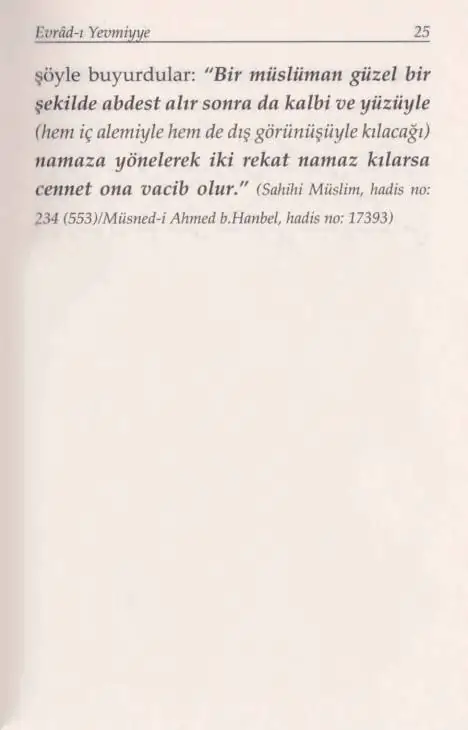 Evrâd-ı Yevmiyye 25
şöyle buyurdular: "Bir müslüman güzel bir
şekilde abdest alır sonra da kalbi ve yüzüyle
(hem iç alemiyle hem de dış görünüşüyle kılacağı)
namaza yönelerek iki rekat namaz kılarsa
cennet ona vacib olur." (Sahihi Müslim, hadis no:
234 (553)/Müsned-i Ahmed b.Hanbel, hadis no: 17393)